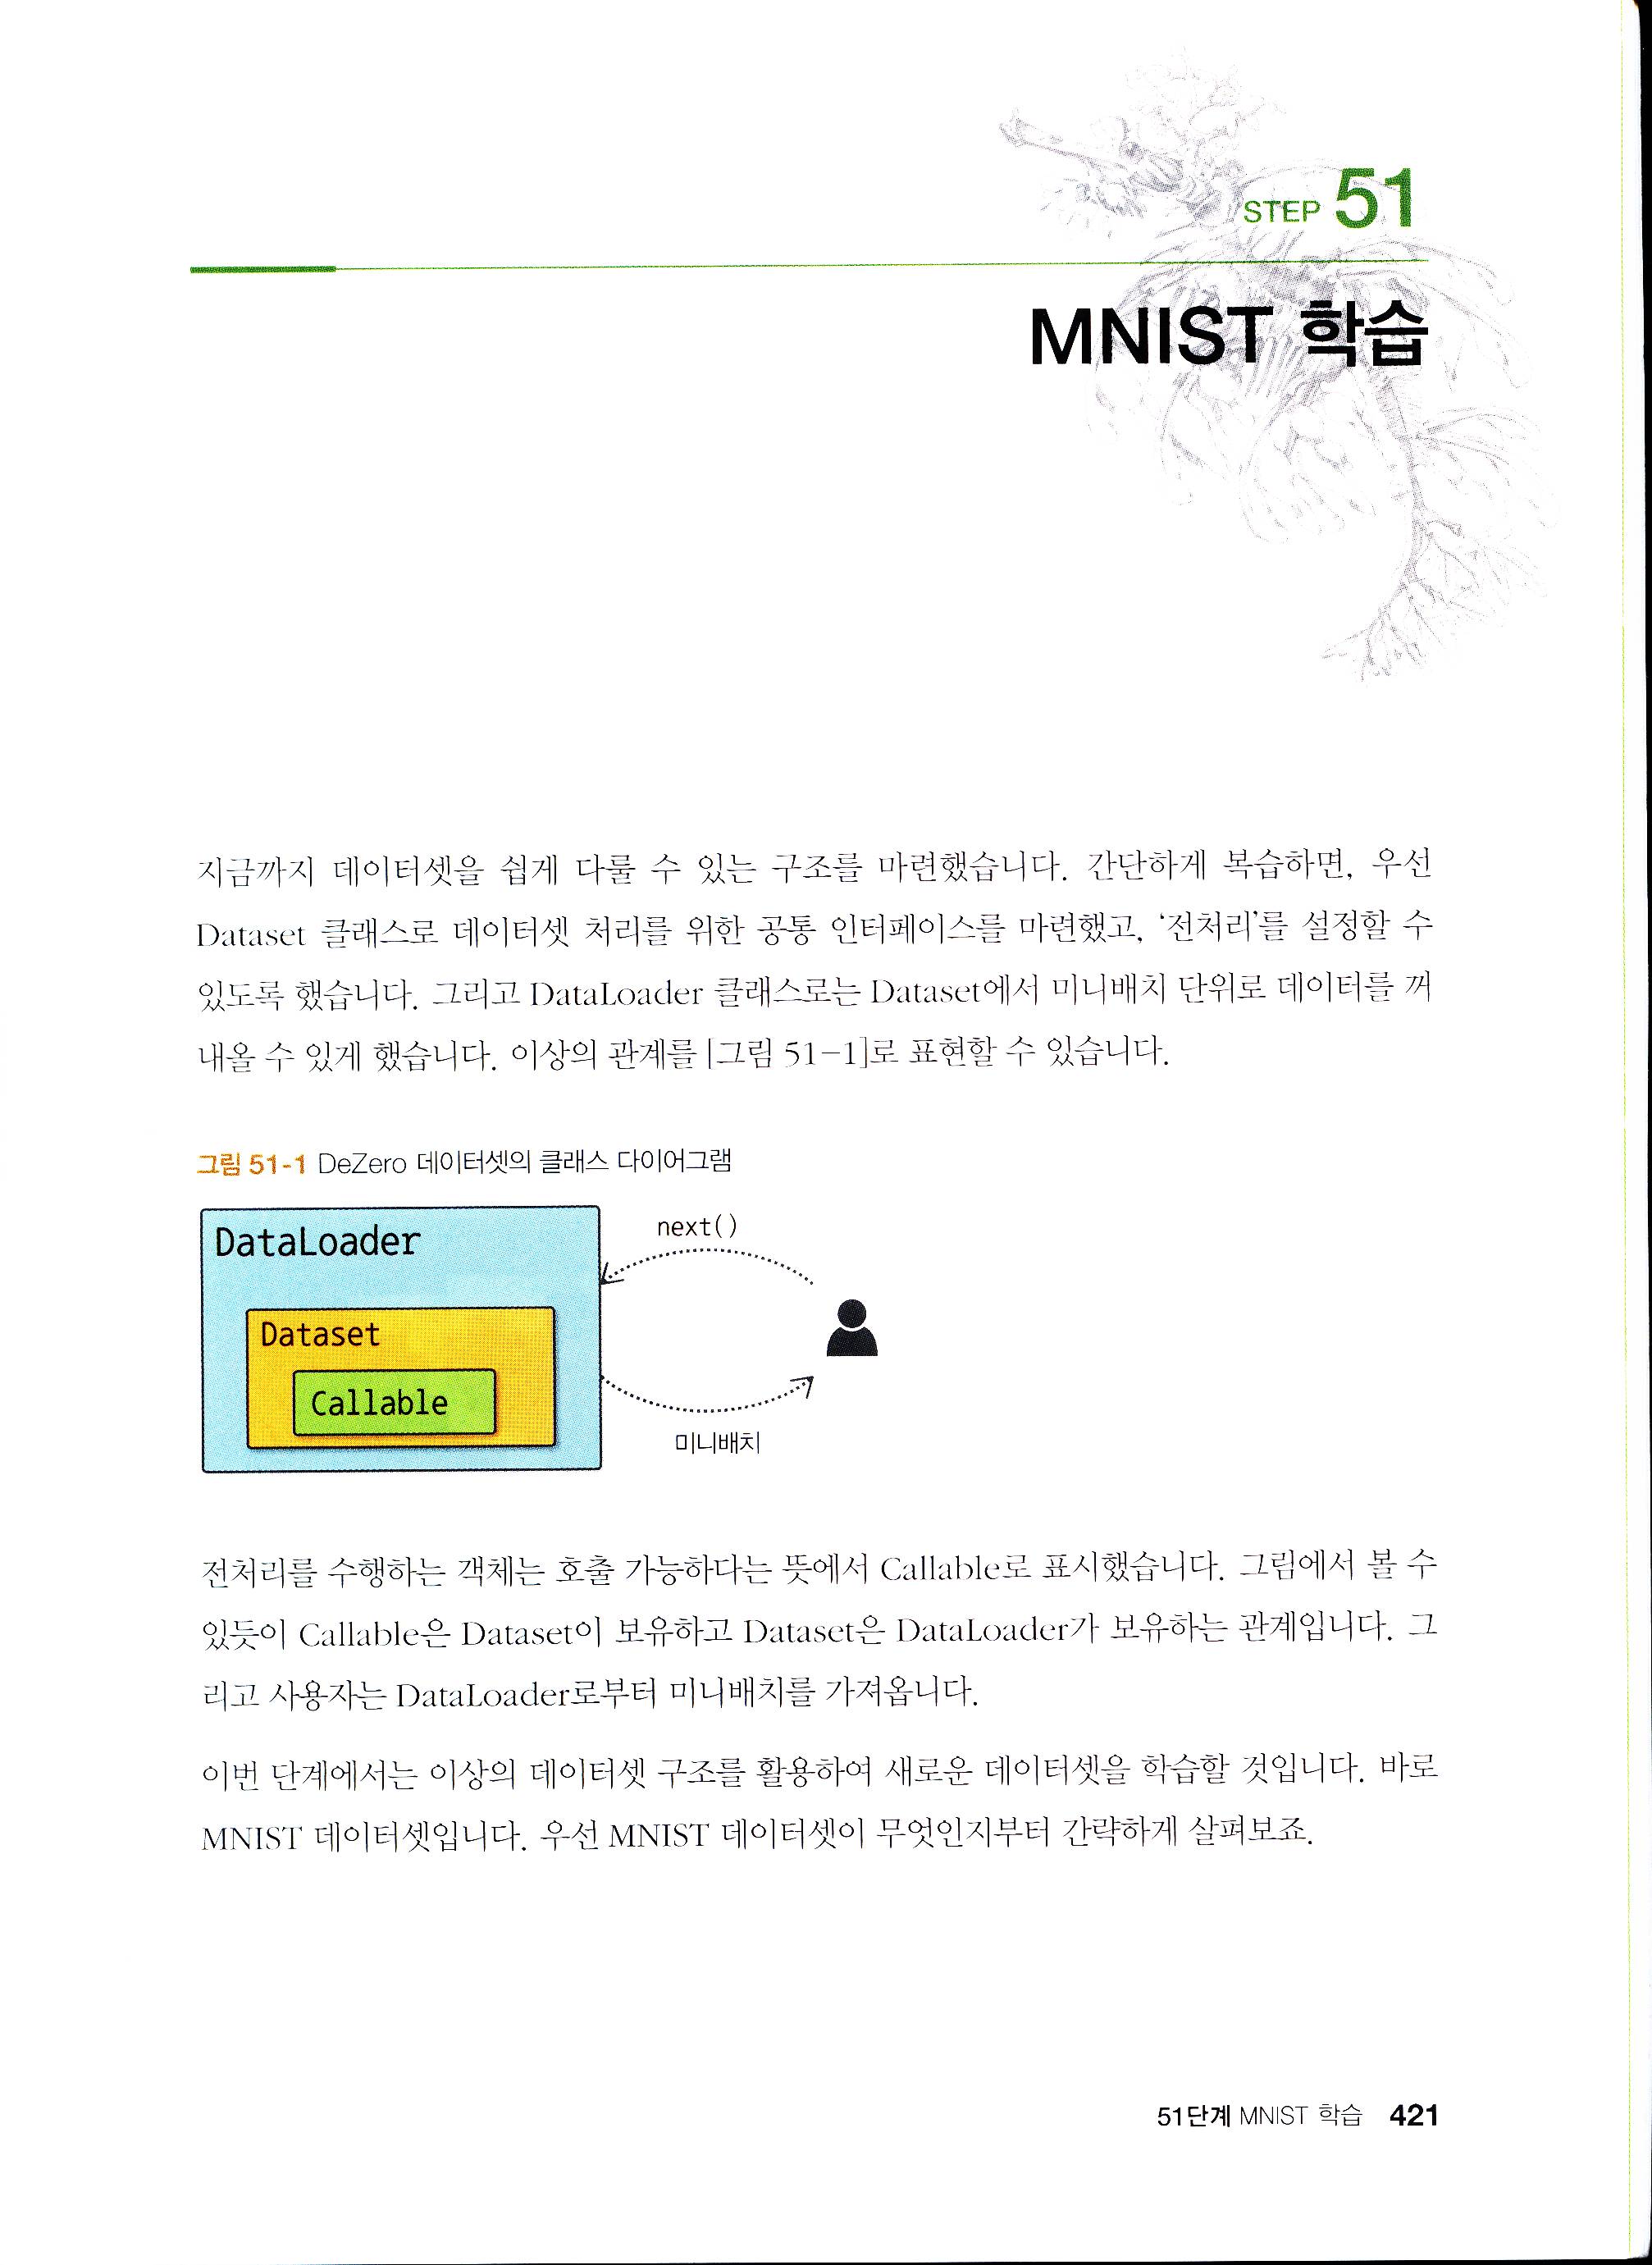 STEP 51
MNIST 학습
지금까지 데이터셋을 쉽게 다룰 수 있는 구조를 마련했습니다. 간단하게 복습하면, 우선
Dataset 클래스로 데이터셋 처리를 위한 공통 인터페이스를 마련했고, ‘전처리’를 설정할 수
있도록 했습니다. 그리고 DataLoader 클래스로는 Dataset에서 미니배치 단위로 데이터를 꺼
내올 수 있게 했습니다. 이상의 관계를 [그림 51-1]로 표현할 수 있습니다.
그림 51-1 DeZero 데이터셋의 클래스 다이어그램
DataLoader
Dataset
Callable
next()
미니배치
전처리를 수행하는 객체는 호출 가능하다는 뜻에서 Callable로 표시했습니다. 그림에서 볼 수
있듯이 Callable은 Dataset이 보유하고 Dataset은 DataLoader가 보유하는 관계입니다. 그
리고 사용자는 DataLoader로부터 미니배치를 가져옵니다.
이번 단계에서는 이상의 데이터셋 구조를 활용하여 새로운 데이터셋을 학습할 것입니다. 바로
MNIST 데이터셋입니다. 우선 MNIST 데이터셋이 무엇인지부터 간략하게 살펴보죠.
51단계 MNIST 학습 421